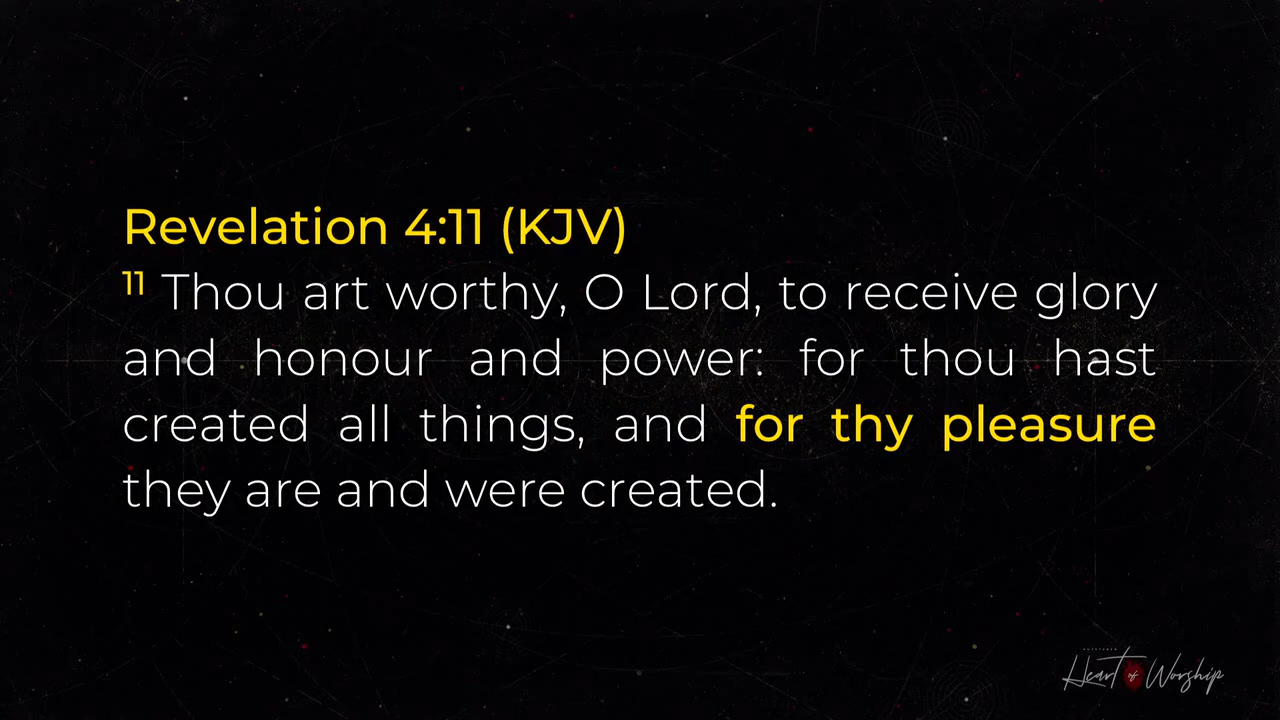 Revelation 4:11 (KJV)
11 Thou art worthy, O Lord, to receive glory
and honour and power: for thou hast
created all things, and for thy pleasure
they are and were created.
Heart of Worship